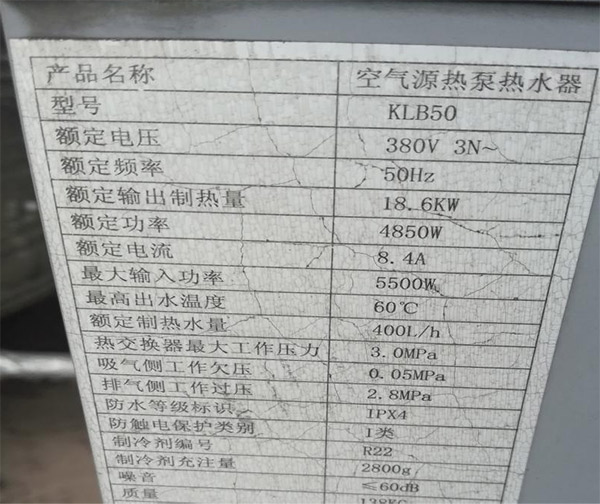 产品名称 空气源热泵热水器
型号 KLB50
额定电压 380V 3N~
额定频率 50Hz
额定输出制热量 18.6KW
额定功率 4850W
额定电流 8.4A
最大输入功率 5500W
最高出水温度 60℃
额定制热水量 400L/h
热交换器最大工作压力 3.0MPa
吸气侧工作欠压 0.05MPa
排气侧工作过压 2.8MPa
防水等级标识 IPX4
防触电保护类别 I类
制冷剂编号 R22
制冷剂充注量 2800g
噪音 ≤60dB
质量 138KG